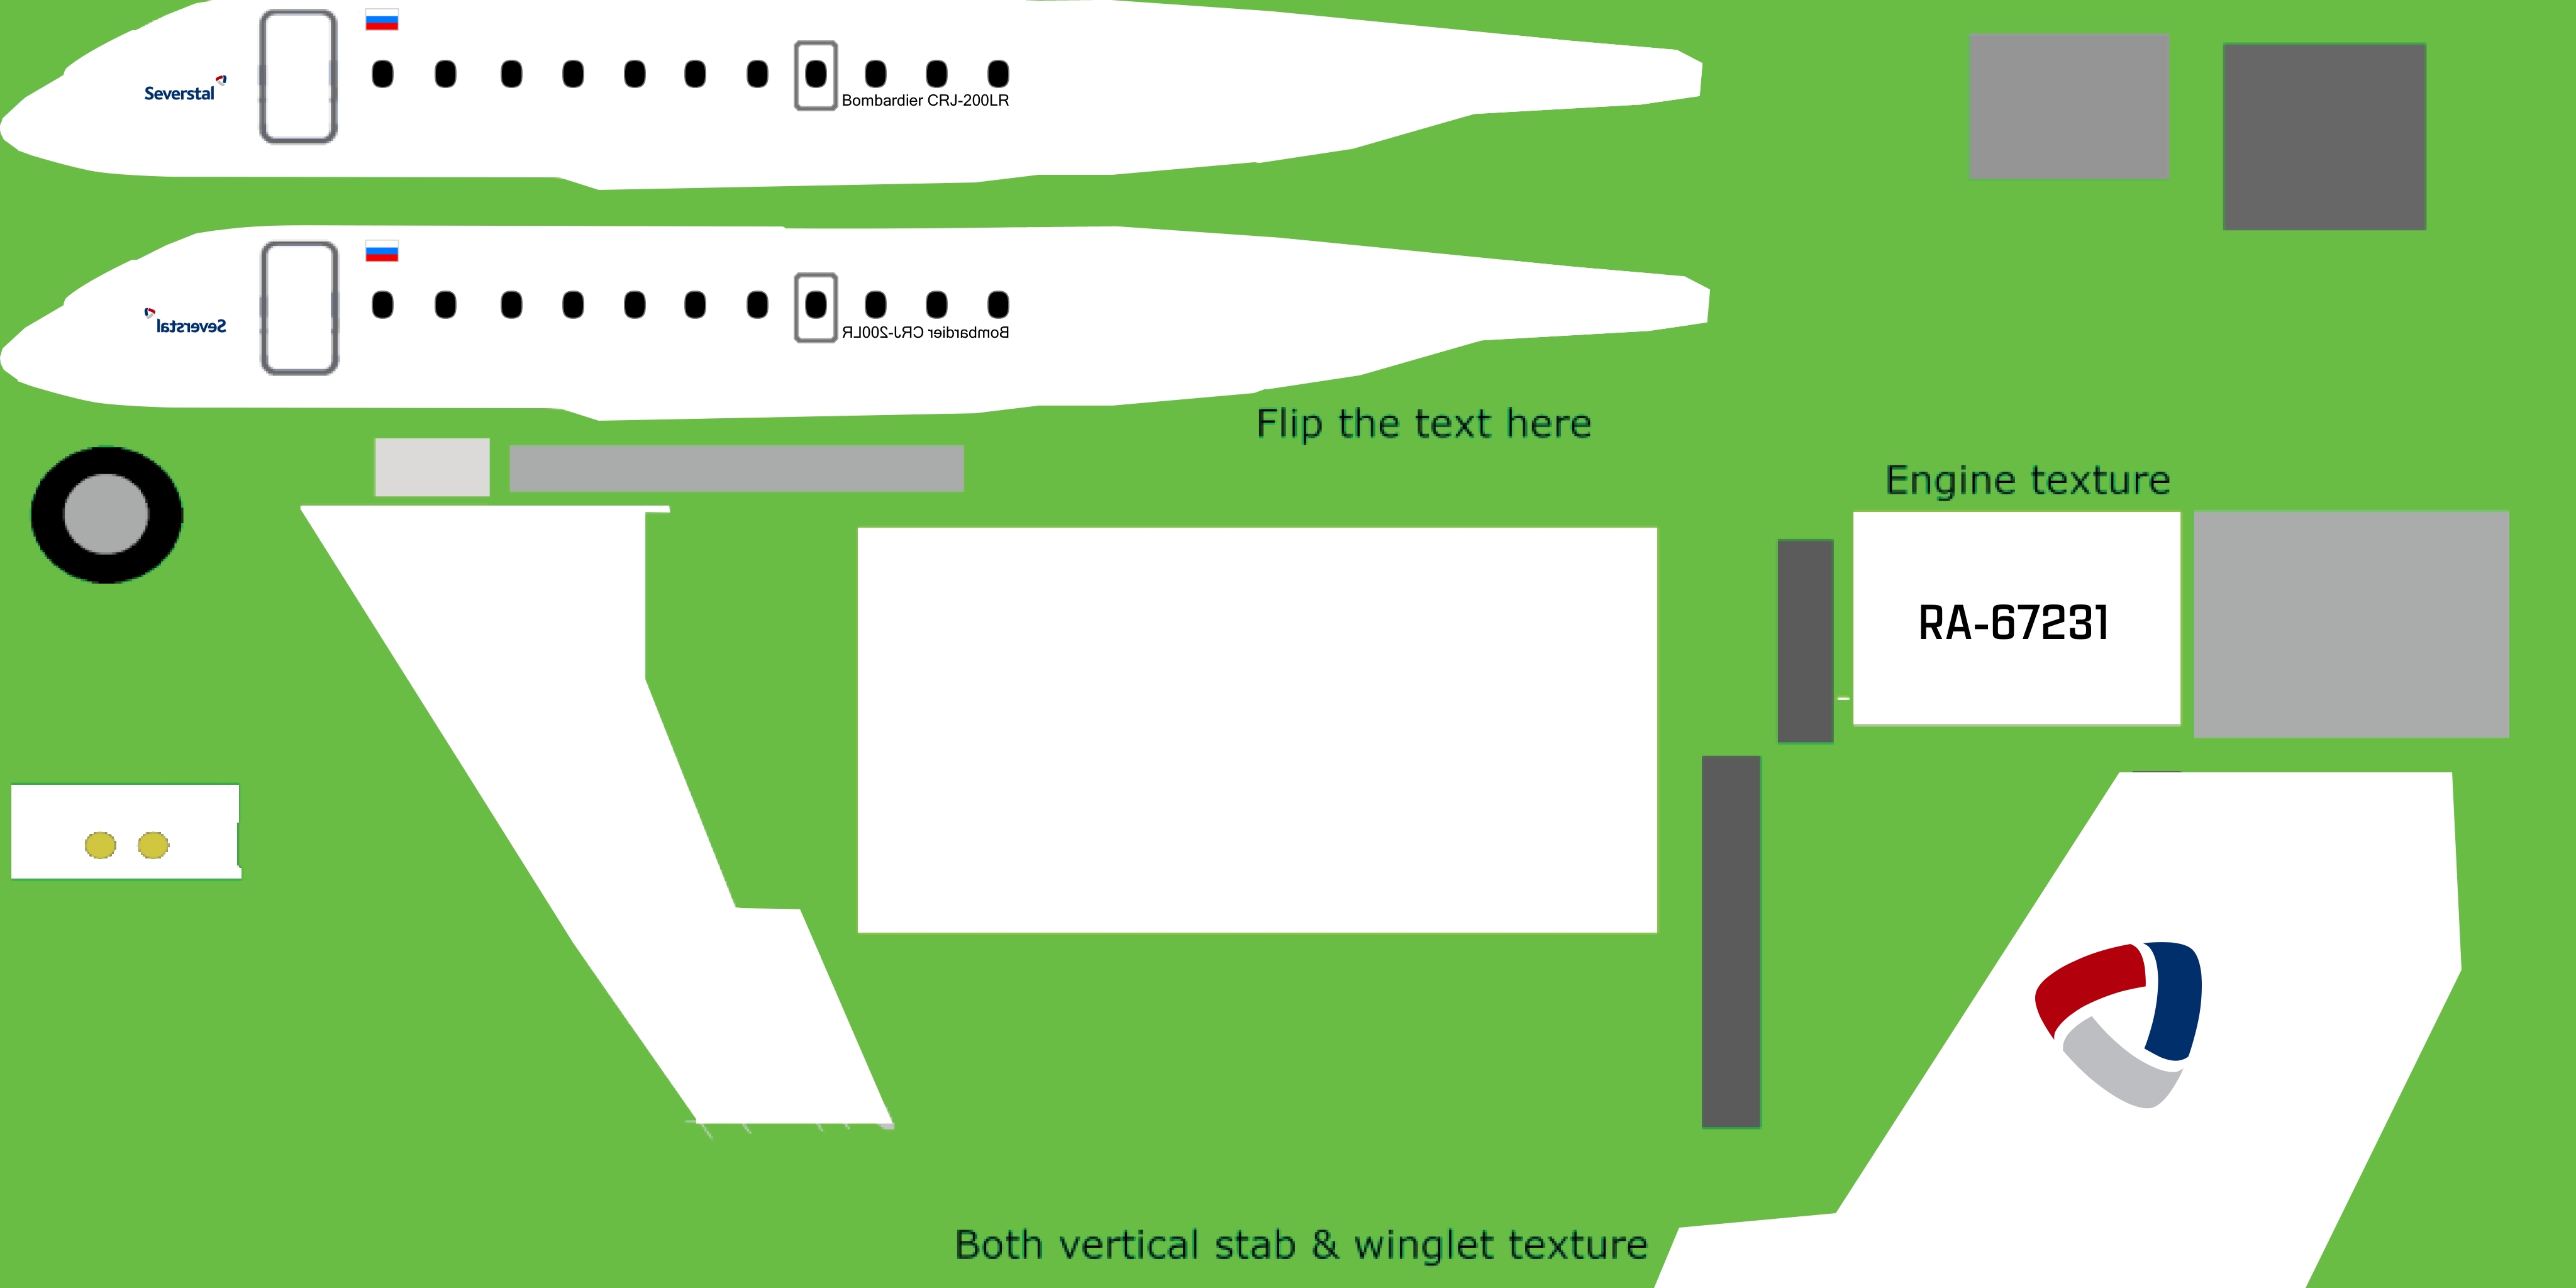 Severstal
Bombardier CRJ-200LR
Severstal
Bombardier CRJ-200LR
Flip the text here
Engine texture
RA-67231
Both vertical stab & winglet texture